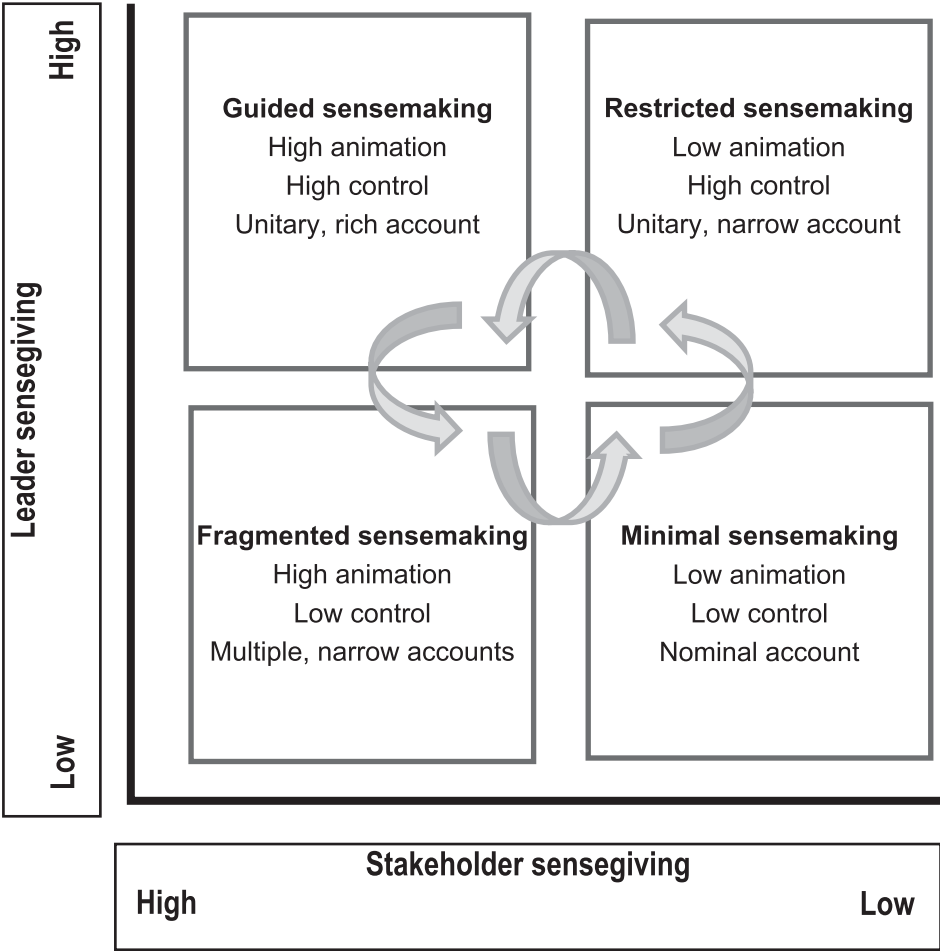 High
Leader sensegiving
Low
Guided sensemaking
High animation
High control
Unitary, rich account
Restricted sensemaking
Low animation
High control
Unitary, narrow account
Fragmented sensemaking
High animation
Low control
Multiple, narrow accounts
Minimal sensemaking
Low animation
Low control
Nominal account
Stakeholder sensegiving
High
Low